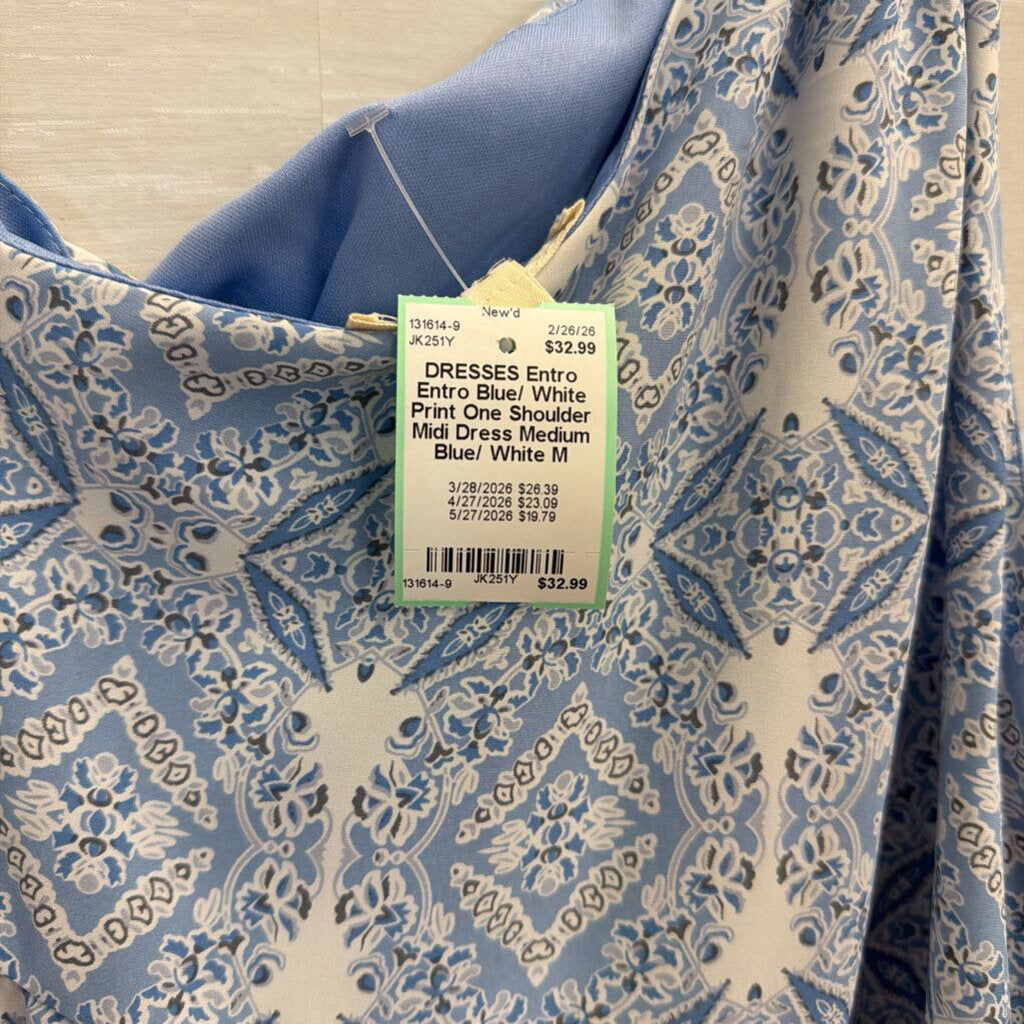 New'd
131614-9 2/26/26
JK251Y $32.99
DRESSES Entro
Entro Blue/ White
Print One Shoulder
Midi Dress Medium
Blue/ White M
3/28/2026 $26.39
4/27/2026 $23.09
5/27/2026 $19.79
131614-9 JK251Y $32.99